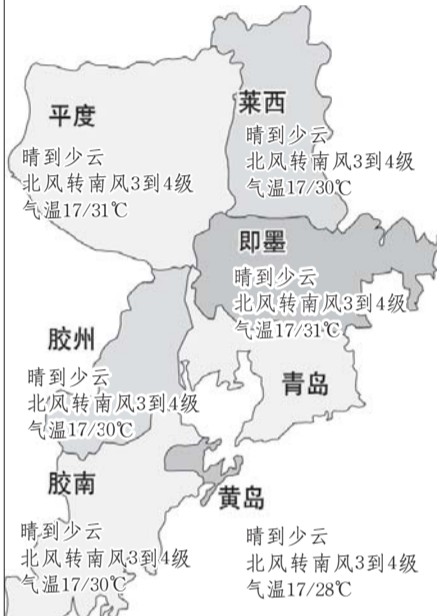 平度
晴到少云
北风转南风3到4级
气温17/31℃
莱西
晴到少云
北风转南风3到4级
气温17/30℃
即墨
晴到少云
北风转南风3到4级
气温17/31℃
胶州
晴到少云
北风转南风3到4级
气温17/30℃
青岛
胶南
晴到少云
北风转南风3到4级
气温17/30℃
黄岛
晴到少云
北风转南风3到4级
气温17/28℃